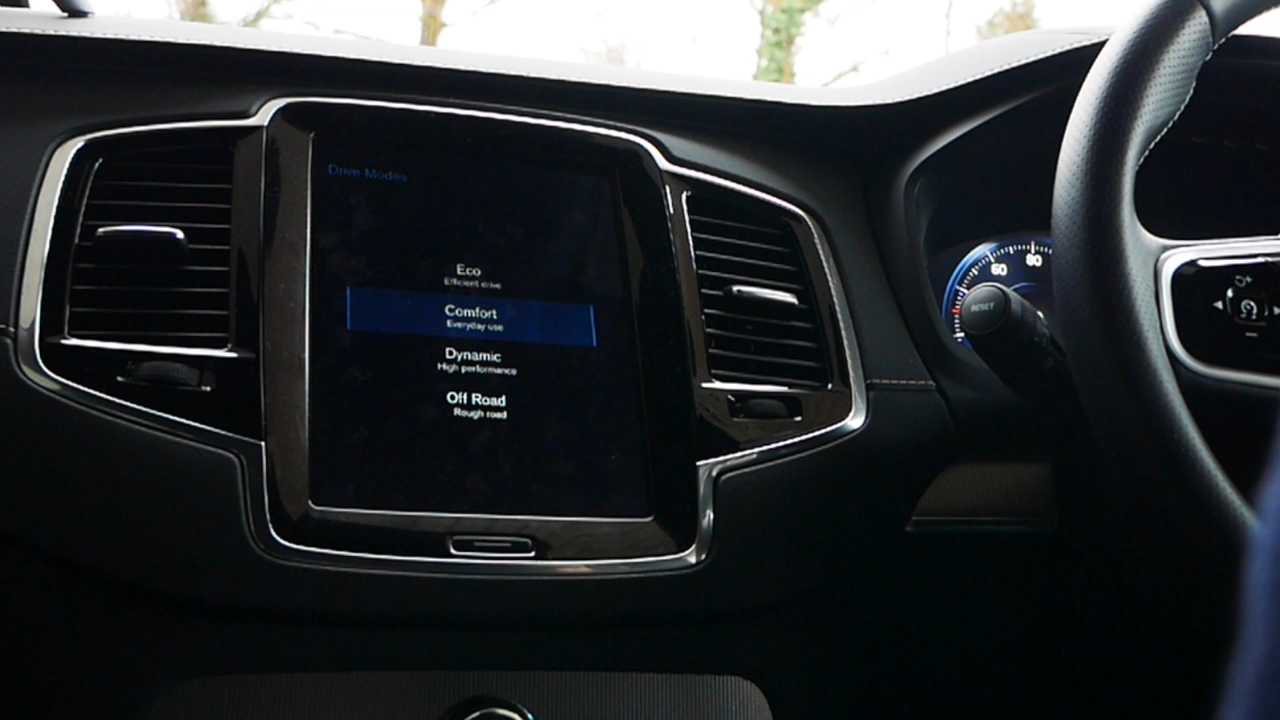 Drive Modes
Eco
Efficient drive
Comfort
Everyday use
Dynamic
High performance
Off Road
Rough road
60
80
RESET